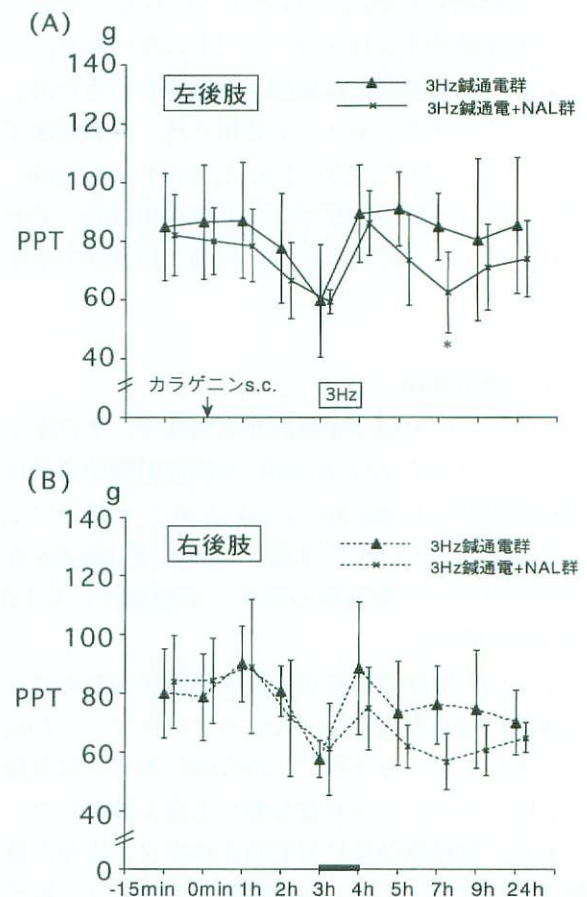 (A)
g
140
左後肢
3Hz鍼通電群
3Hz鍼通電+NAL群
120
100
PPT
80
60
40
*
カラゲニンs.c.
3Hz
0
(B)
g
140
右後肢
3Hz鍼通電群
3Hz鍼通電+NAL群
120
100
PPT
80
60
40
0
-15min 0min 1h 2h 3h 4h 5h 7h 9h 24h